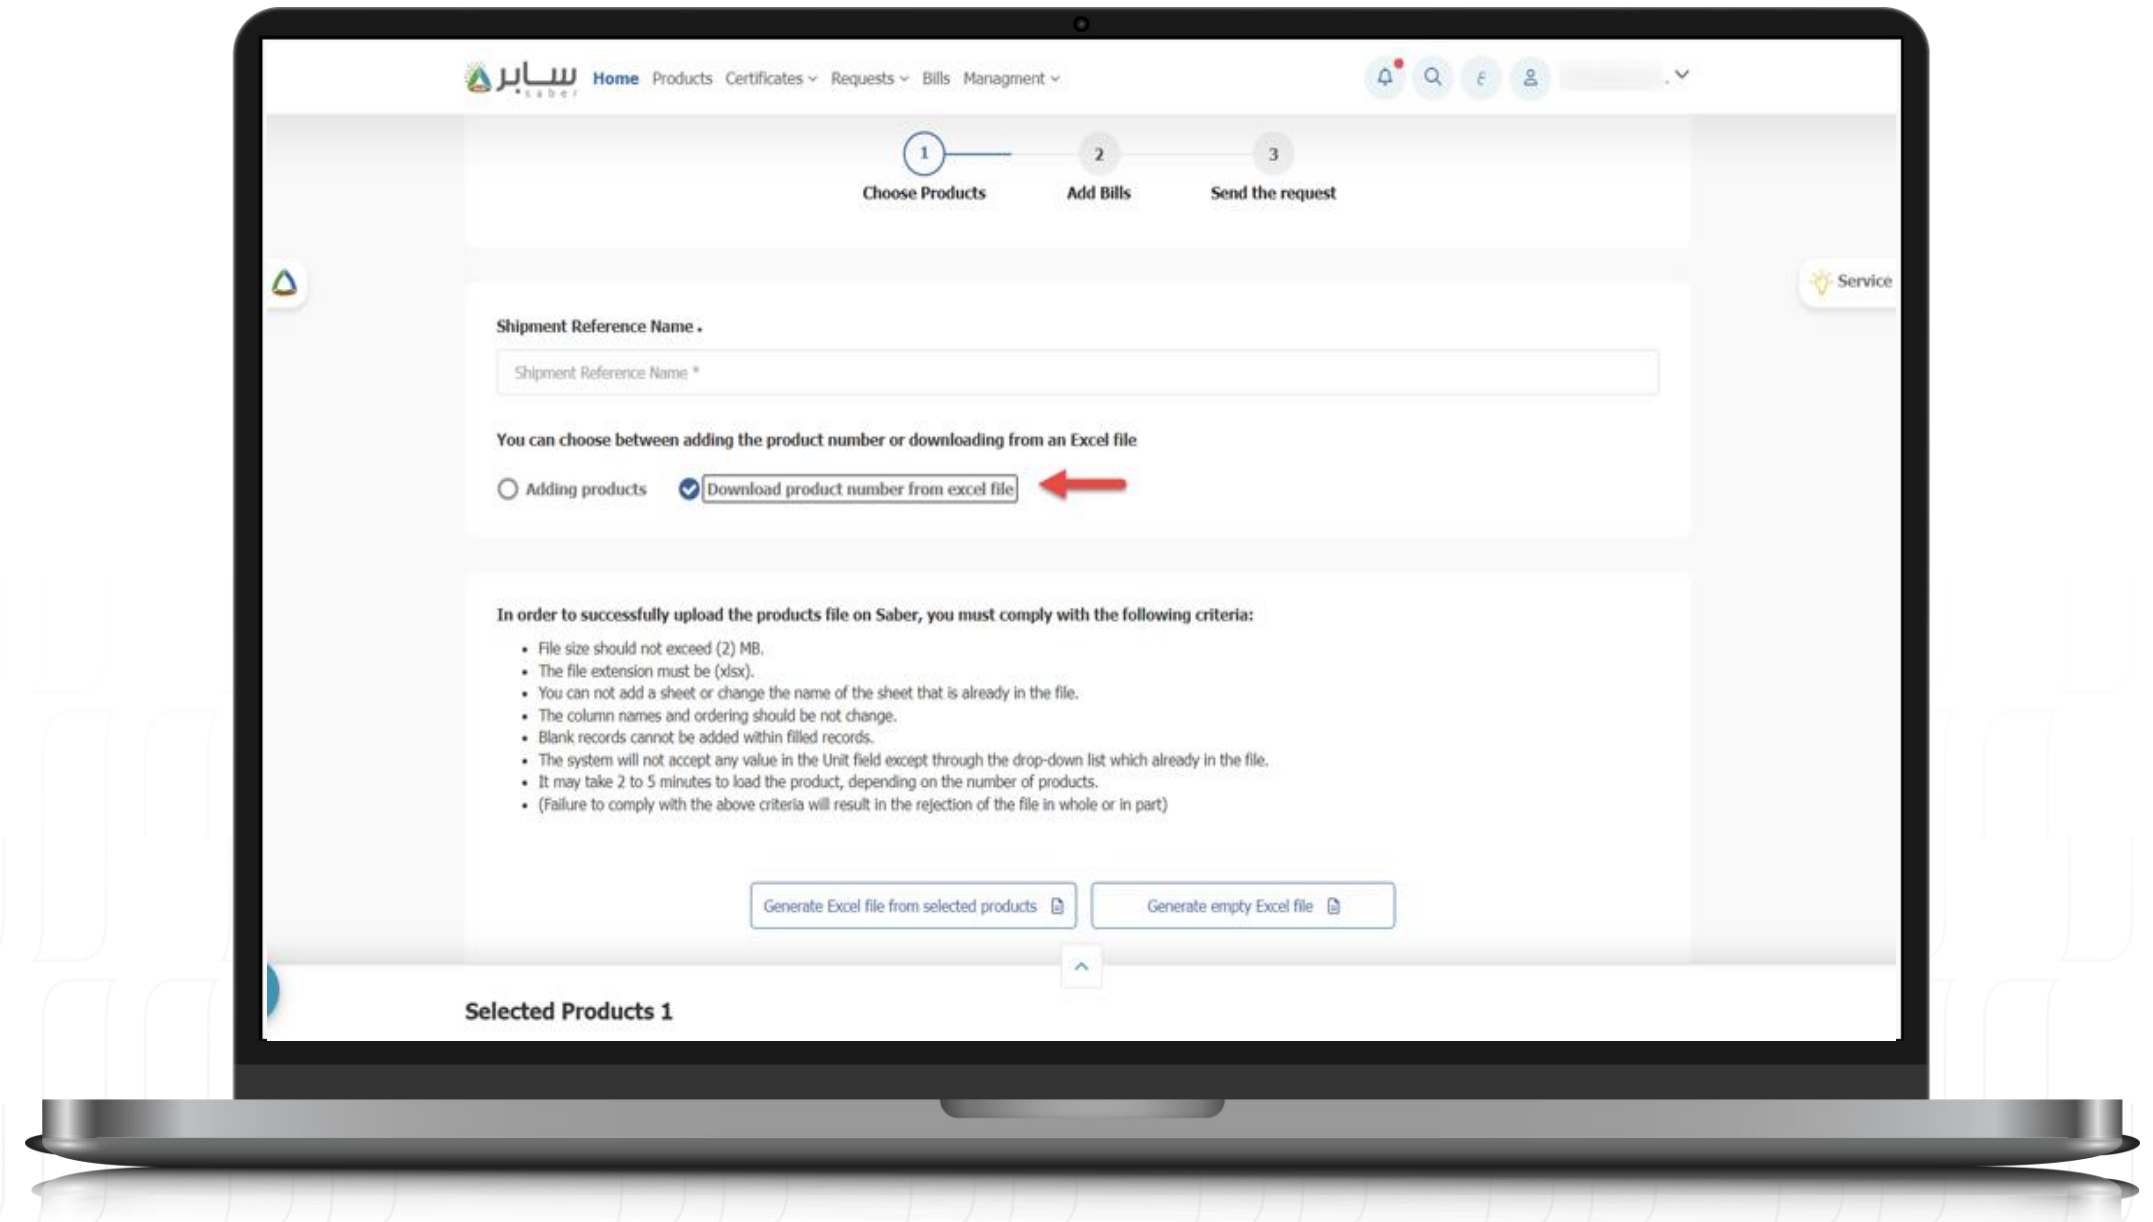 سابر
saber
Home Products Certificates Requests Bills Managment
ع
1
2
3
Choose Products
Add Bills
Send the request
Service
Shipment Reference Name
Shipment Reference Name *
You can choose between adding the product number or downloading from an Excel file
Adding products
Download product number from excel file
In order to successfully upload the products file on Saber, you must comply with the following criteria:
• File size should not exceed (2) MB.
• The file extension must be (xlsx).
• You can not add a sheet or change the name of the sheet that is already in the file.
• The column names and ordering should be not change.
• Blank records cannot be added within filled records.
• The system will not accept any value in the Unit field except through the drop-down list which already in the file.
• It may take 2 to 5 minutes to load the product, depending on the number of products.
• (Failure to comply with the above criteria will result in the rejection of the file in whole or in part)
Generate Excel file from selected products
Generate empty Excel file
Selected Products 1